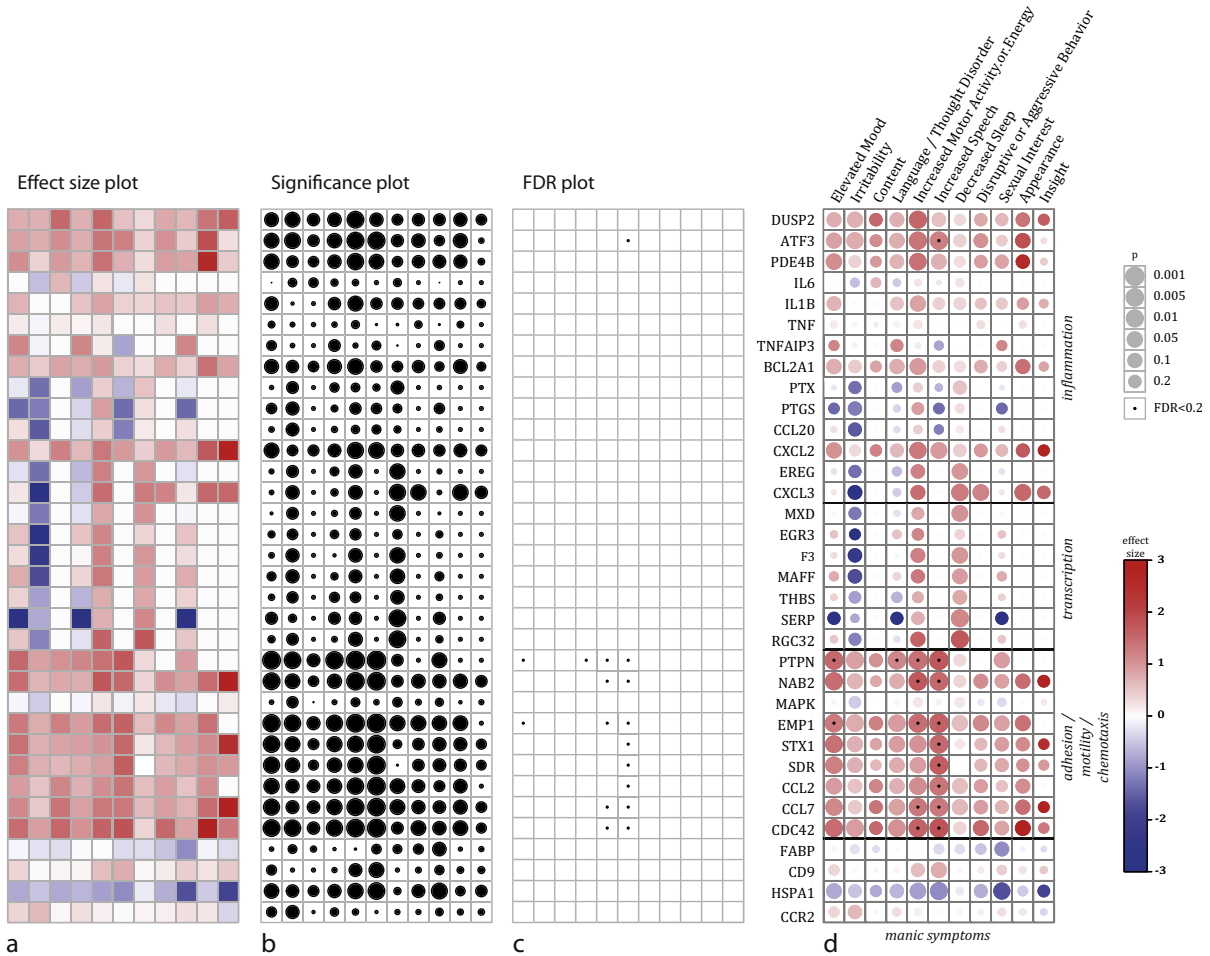 Elevated Mood
Irritability
Content
Language / Thought Disorder
Increased Motor Activity.or.Energy
Increased Speech
Decreased Sleep
Disruptive or Aggressive Behavior
Sexual Interest
Appearance
Insight
Effect size plot
Significance plot
FDR plot
DUSP2
ATF3
PDE4B
IL6
IL1B
TNF
TNFAIP3
BCL2A1
PTX
PTGS
CCL20
CXCL2
EREG
CXCL3
MXD
EGR3
F3
MAFF
THBS
SERP
RGC32
PTPN
NAB2
MAPK
EMP1
STX1
SDR
CCL2
CCL7
CDC42
FABP
CD9
HSPA1
CCR2
inflammation
transcription
adhesion /
motility /
chemotaxis
p
0.001
0.005
0.01
0.05
0.1
0.2
FDR<0.2
effect
size
3
2
1
0
-1
-2
-3
manic symptoms
a
b
c
d